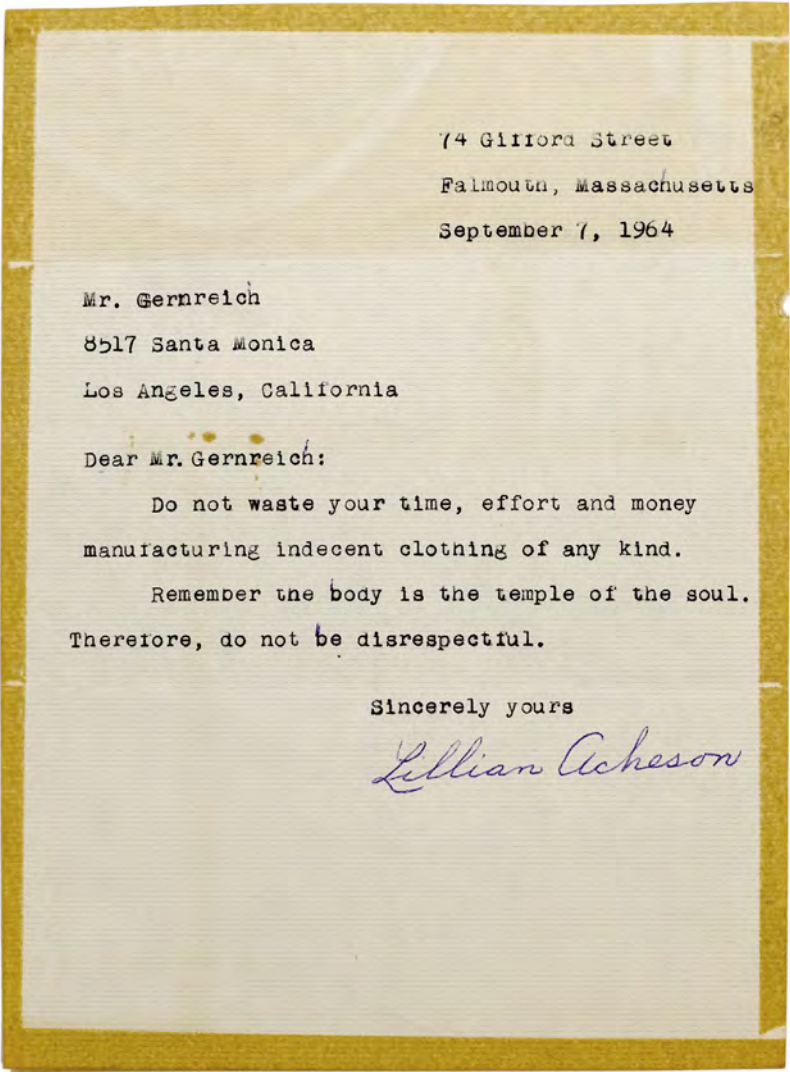 74 Gifford Street
Falmouth, Massachusetts
September 7, 1964
Mr. Gernreich
8517 Santa Monica
Los Angeles, California
Dear Mr. Gernreich:
Do not waste your time, effort and money
manufacturing indecent clothing of any kind.
Remember the body is the temple of the soul.
Therefore, do not be disrespectful.
Sincerely yours
Lillian Acheson